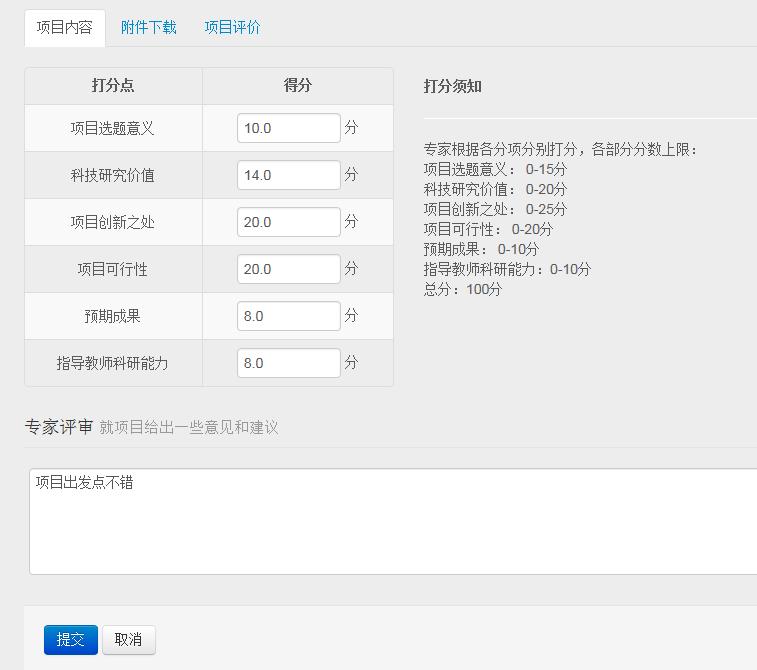 项目内容 附件下载 项目评价
打分点 得分
项目选题意义 10.0 分
科技研究价值 14.0 分
项目创新之处 20.0 分
项目可行性 20.0 分
预期成果 8.0 分
指导教师科研能力 8.0 分
打分须知
专家根据各分项分别打分，各部分分数上限：
项目选题意义： 0-15分
科技研究价值： 0-20分
项目创新之处： 0-25分
项目可行性： 0-20分
预期成果： 0-10分
指导教师科研能力：0-10分
总分：100分
专家评审 就项目给出一些意见和建议
项目出发点不错
提交 取消